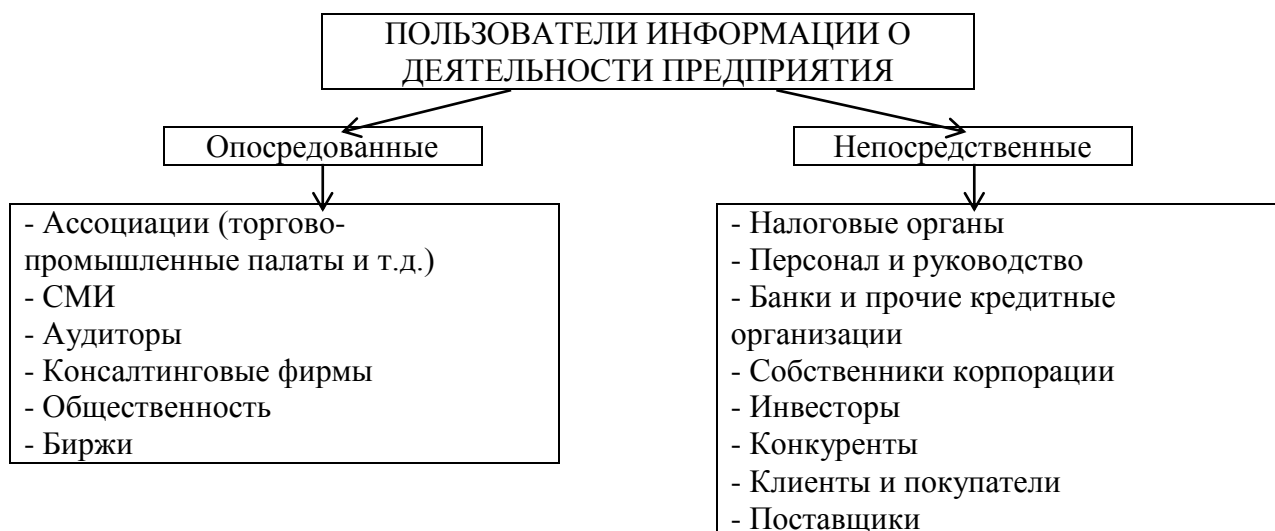 ПОЛЬЗОВАТЕЛИ ИНФОРМАЦИИ О
ДЕЯТЕЛЬНОСТИ ПРЕДПРИЯТИЯ
Опосредованные
Непосредственные
- Ассоциации (торгово-
промышленные палаты и т.д.)
- СМИ
- Аудиторы
- Консалтинговые фирмы
- Общественность
- Биржи
- Налоговые органы
- Персонал и руководство
- Банки и прочие кредитные
организации
- Собственники корпорации
- Инвесторы
- Конкуренты
- Клиенты и покупатели
- Поставщики